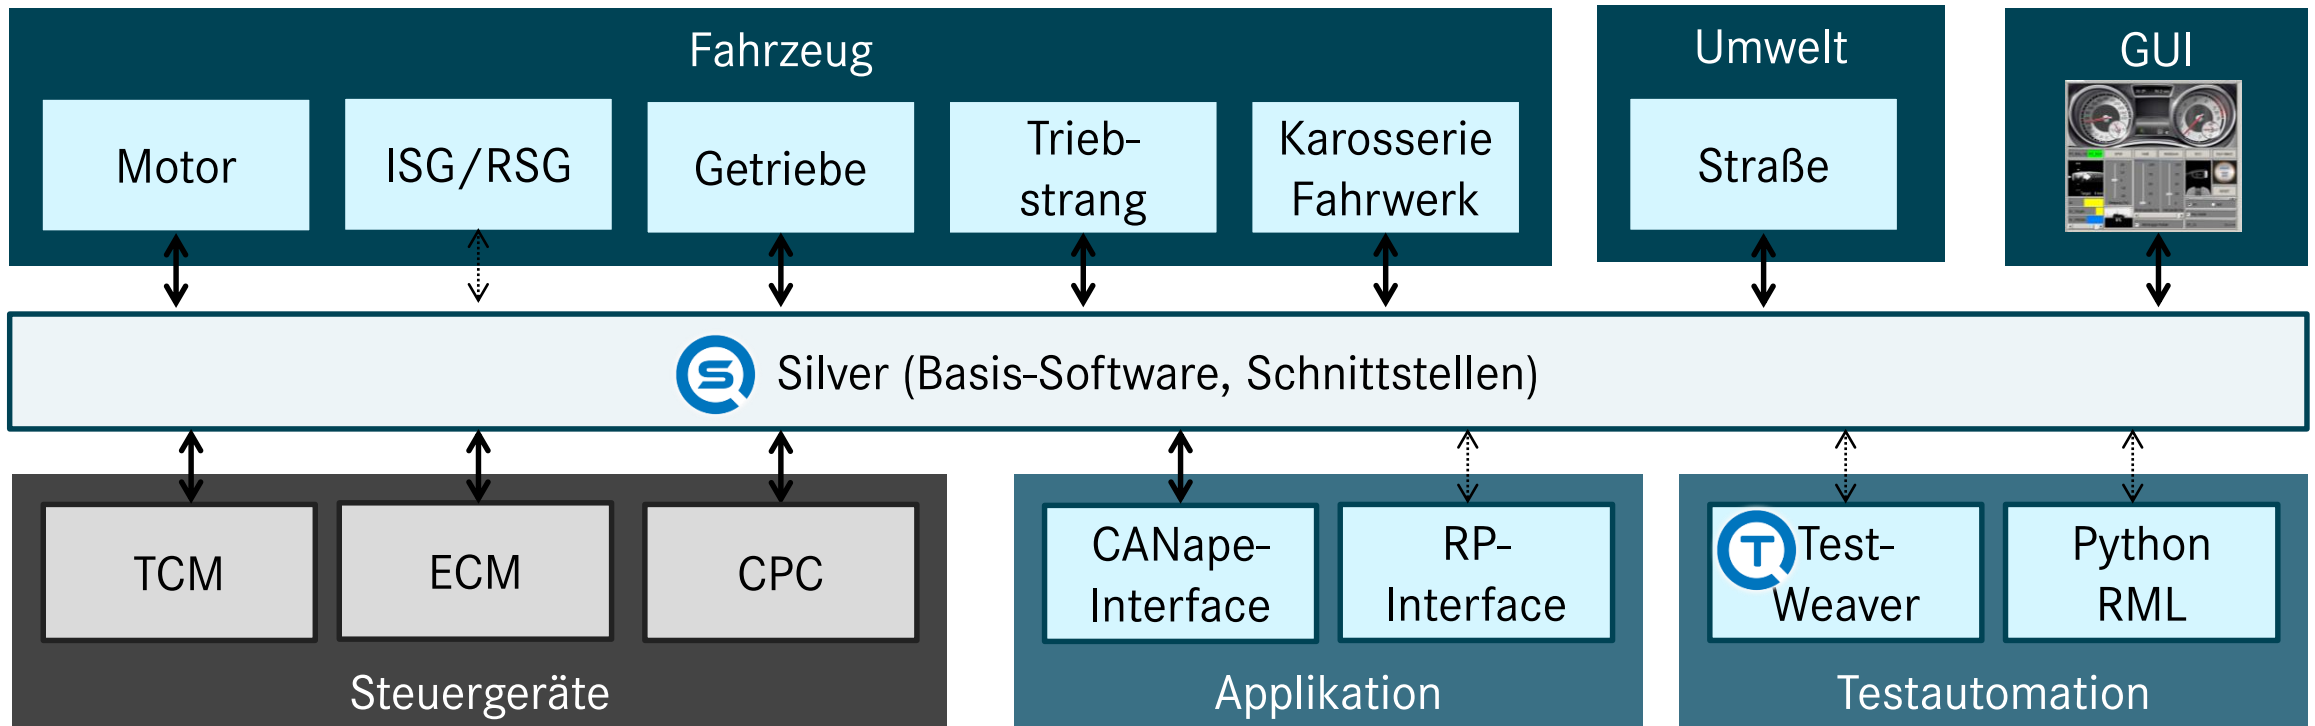 Fahrzeug
Motor
ISG/RSG
Getriebe
Trieb-
strang
Karosserie
Fahrwerk
Umwelt
Straße
GUI
S
Silver (Basis-Software, Schnittstellen)
TCM
ECM
CPC
Steuergeräte
CANape-
Interface
RP-
Interface
Applikation
T
Test-
Weaver
Python
RML
Testautomation